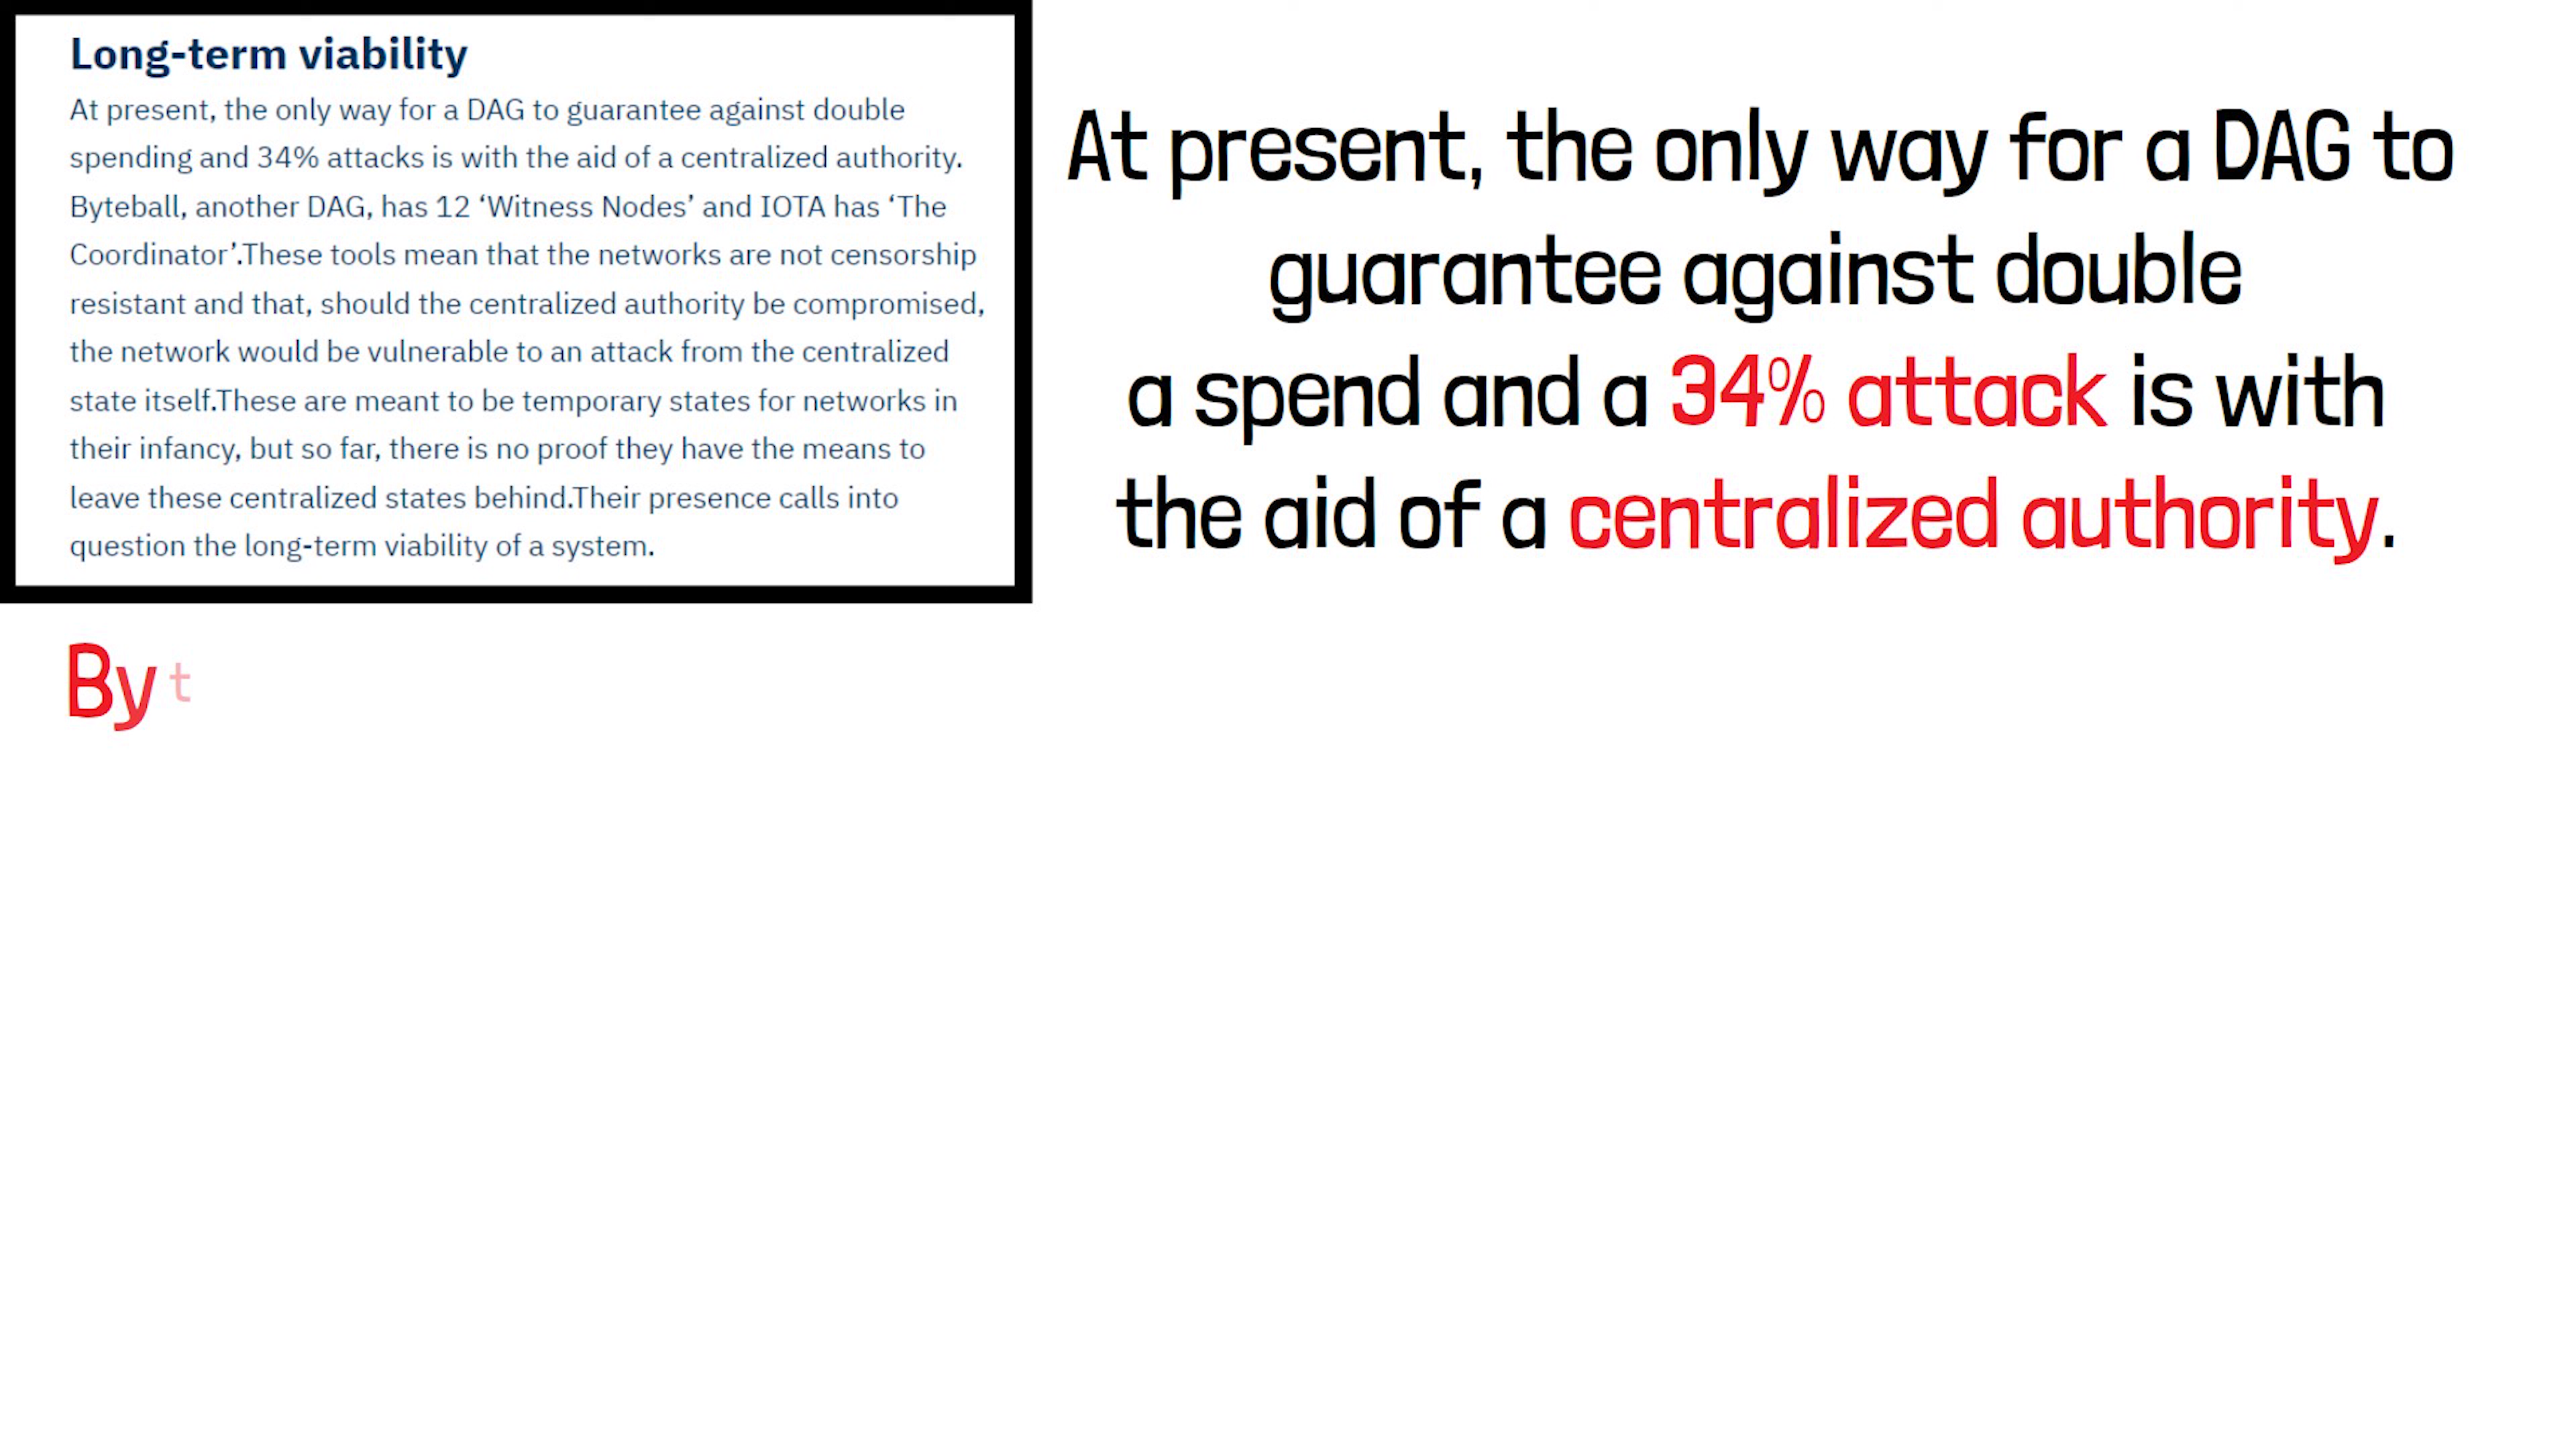 Long-term viability
At present, the only way for a DAG to guarantee against double
spending and 34% attacks is with the aid of a centralized authority.
Byteball, another DAG, has 12 ‘Witness Nodes’ and IOTA has ‘The
Coordinator’.These tools mean that the networks are not censorship
resistant and that, should the centralized authority be compromised,
the network would be vulnerable to an attack from the centralized
state itself.These are meant to be temporary states for networks in
their infancy, but so far, there is no proof they have the means to
leave these centralized states behind.Their presence calls into
question the long-term viability of a system.
At present, the only way for a DAG to
guarantee against double
a spend and a 34% attack is with
the aid of a centralized authority.
Byt